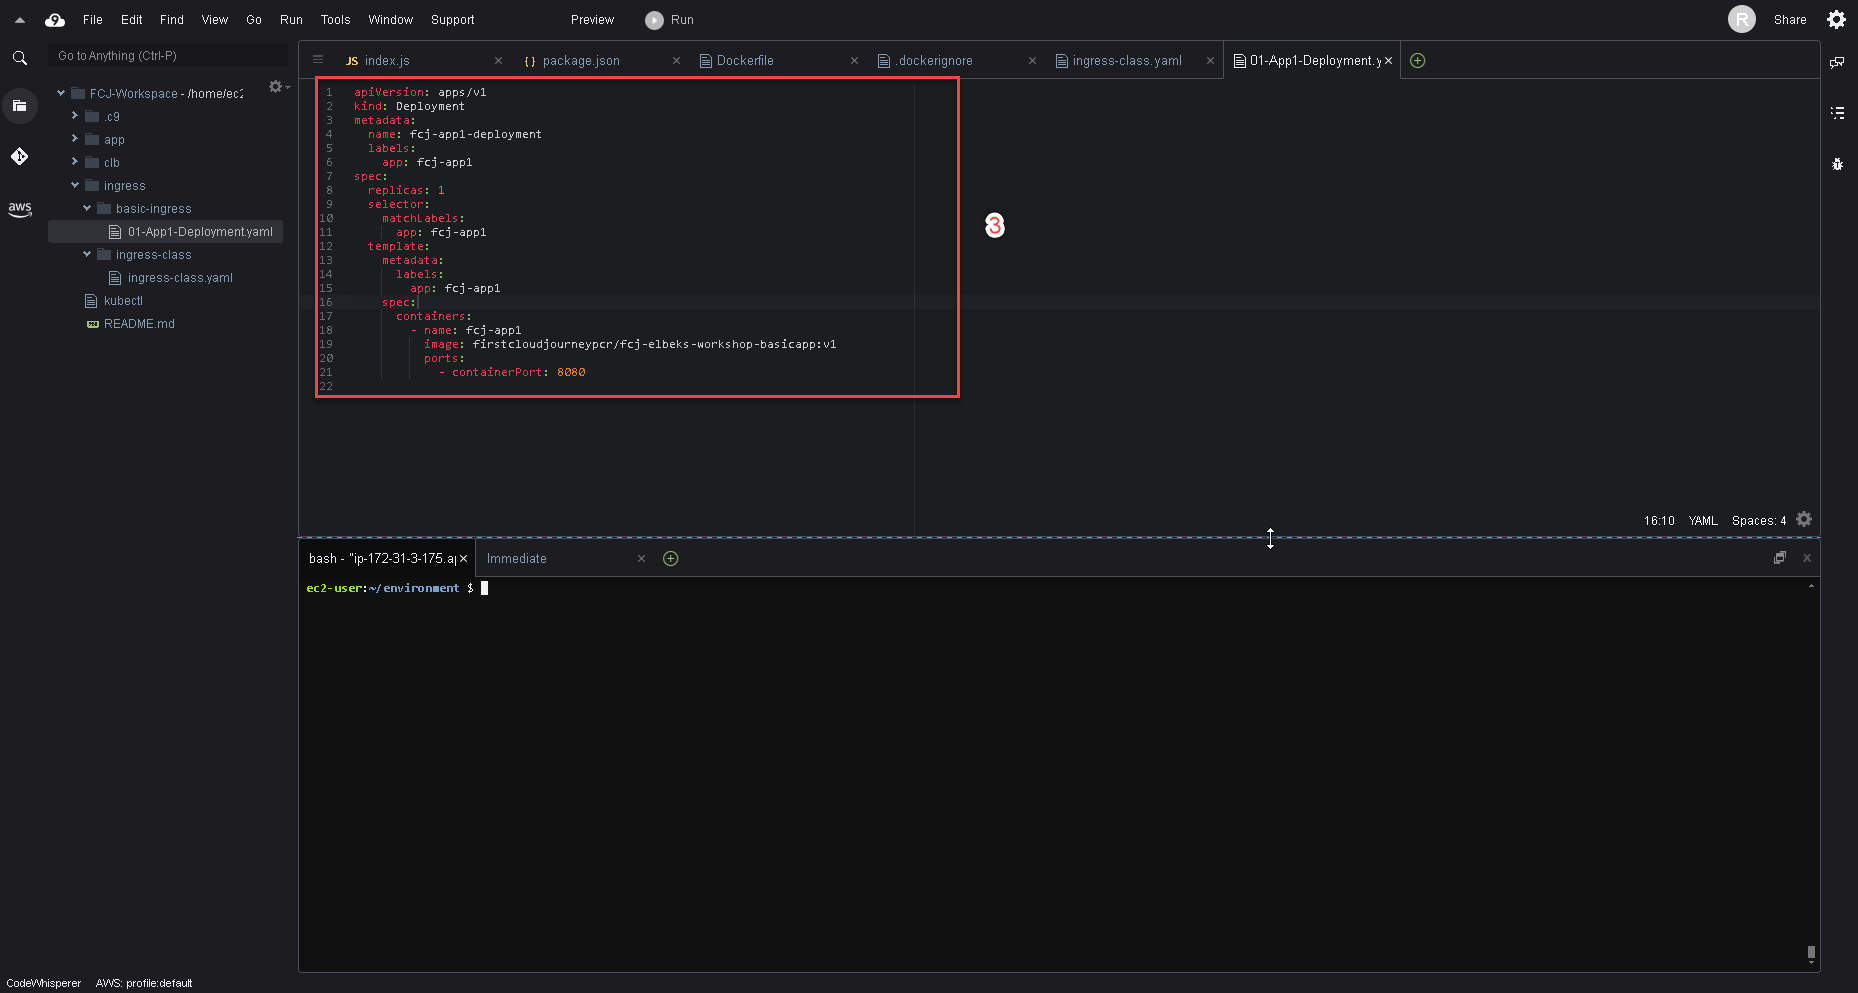 File Edit Find View Go Run Tools Window Support Preview Run R Share
Go to Anything (Ctrl-P)
JS index.js
{} package.json
Dockerfile
.dockerignore
ingress-class.yaml
01-App1-Deployment.y
FCJ-Workspace - /home/ec2
.c9
app
clb
ingress
basic-ingress
01-App1-Deployment.yaml
ingress-class
ingress-class.yaml
kubectl
README.md
aws
1 apiVersion: apps/v1
2 kind: Deployment
3 metadata:
4 name: fcj-app1-deployment
5 labels:
6 app: fcj-app1
7 spec:
8 replicas: 1
9 selector:
10 matchLabels:
11 app: fcj-app1
12 template:
13 metadata:
14 labels:
15 app: fcj-app1
16 spec:
17 containers:
18 - name: fcj-app1
19 image: firstcloudjourneypcr/fcj-elbeks-workshop-basicapp:v1
20 ports:
21 - containerPort: 8080
22
3
16:10 YAML Spaces: 4
bash - "ip-172-31-3-175.ap
Immediate
ec2-user:~/environment $
CodeWhisperer AWS: profile:default